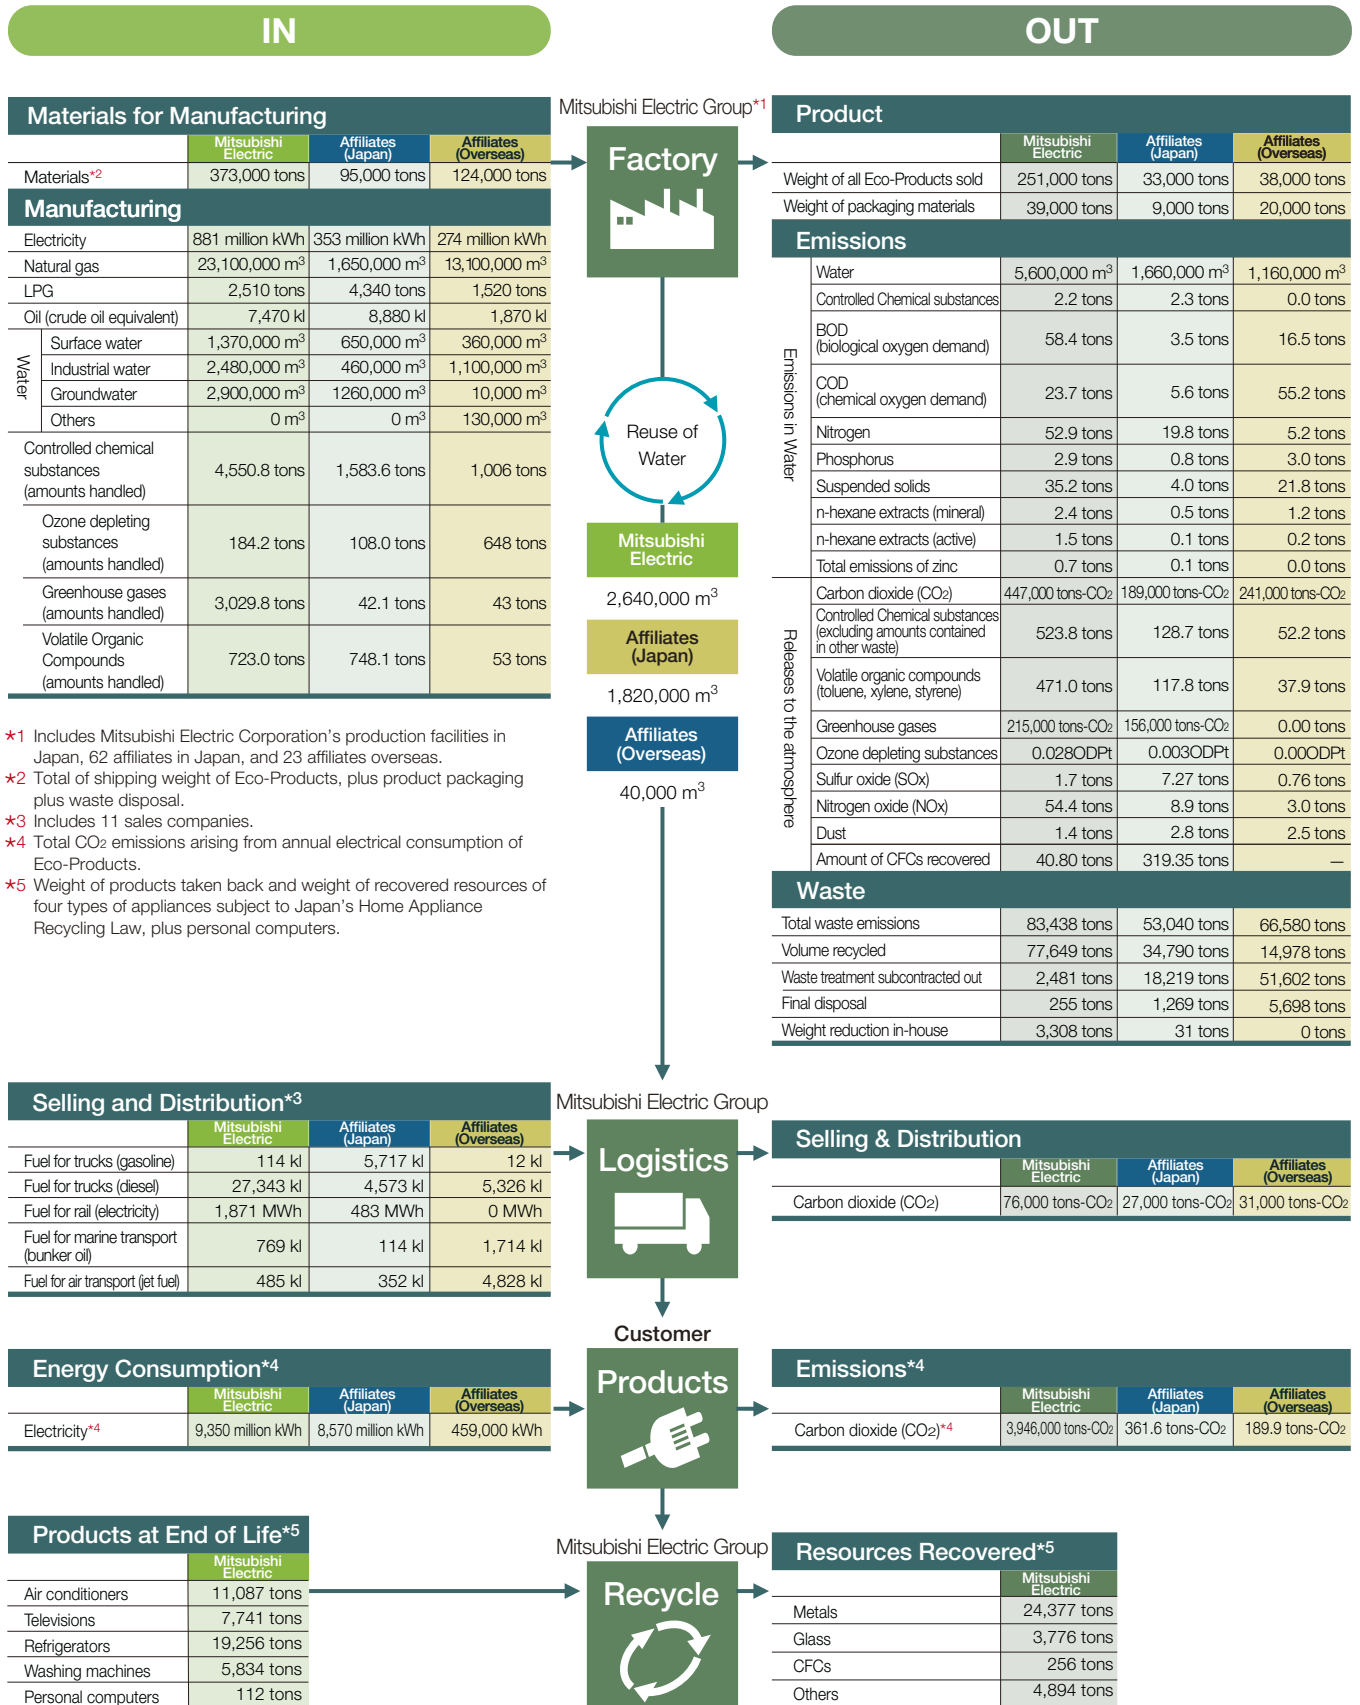 IN
OUT
Materials for Manufacturing
Mitsubishi Electric
Affiliates (Japan)
Affiliates (Overseas)
Materials*2 373,000 tons 95,000 tons 124,000 tons
Manufacturing
Electricity 881 million kWh 353 million kWh 274 million kWh
Natural gas 23,100,000 m3 1,650,000 m3 13,100,000 m3
LPG 2,510 tons 4,340 tons 1,520 tons
Oil (crude oil equivalent) 7,470 kl 8,880 kl 1,870 kl
Water
Surface water 1,370,000 m3 650,000 m3 360,000 m3
Industrial water 2,480,000 m3 460,000 m3 1,100,000 m3
Groundwater 2,900,000 m3 1260,000 m3 10,000 m3
Others 0 m3 0 m3 130,000 m3
Controlled chemical
substances
(amounts handled) 4,550.8 tons 1,583.6 tons 1,006 tons
Ozone depleting
substances
(amounts handled) 184.2 tons 108.0 tons 648 tons
Greenhouse gases
(amounts handled) 3,029.8 tons 42.1 tons 43 tons
Volatile Organic
Compounds
(amounts handled) 723.0 tons 748.1 tons 53 tons
*1 Includes Mitsubishi Electric Corporation's production facilities in
Japan, 62 affiliates in Japan, and 23 affiliates overseas.
*2 Total of shipping weight of Eco-Products, plus product packaging
plus waste disposal.
*3 Includes 11 sales companies.
*4 Total CO2 emissions arising from annual electrical consumption of
Eco-Products.
*5 Weight of products taken back and weight of recovered resources of
four types of appliances subject to Japan's Home Appliance
Recycling Law, plus personal computers.
Mitsubishi Electric Group*1
Factory
Reuse of
Water
Mitsubishi
Electric
2,640,000 m3
Affiliates
(Japan)
1,820,000 m3
Affiliates
(Overseas)
40,000 m3
Product
Mitsubishi Electric
Affiliates (Japan)
Affiliates (Overseas)
Weight of all Eco-Products sold 251,000 tons 33,000 tons 38,000 tons
Weight of packaging materials 39,000 tons 9,000 tons 20,000 tons
Emissions
Emissions in Water
Water 5,600,000 m3 1,660,000 m3 1,160,000 m3
Controlled Chemical substances 2.2 tons 2.3 tons 0.0 tons
BOD
(biological oxygen demand) 58.4 tons 3.5 tons 16.5 tons
COD
(chemical oxygen demand) 23.7 tons 5.6 tons 55.2 tons
Nitrogen 52.9 tons 19.8 tons 5.2 tons
Phosphorus 2.9 tons 0.8 tons 3.0 tons
Suspended solids 35.2 tons 4.0 tons 21.8 tons
n-hexane extracts (mineral) 2.4 tons 0.5 tons 1.2 tons
n-hexane extracts (active) 1.5 tons 0.1 tons 0.2 tons
Total emissions of zinc 0.7 tons 0.1 tons 0.0 tons
Releases to the atmosphere
Carbon dioxide (CO2) 447,000 tons-CO2 189,000 tons-CO2 241,000 tons-CO2
Controlled Chemical substances
(excluding amounts contained
in other waste) 523.8 tons 128.7 tons 52.2 tons
Volatile organic compounds
(toluene, xylene, styrene) 471.0 tons 117.8 tons 37.9 tons
Greenhouse gases 215,000 tons-CO2 156,000 tons-CO2 0.00 tons
Ozone depleting substances 0.028ODPt 0.003ODPt 0.00ODPt
Sulfur oxide (SOx) 1.7 tons 7.27 tons 0.76 tons
Nitrogen oxide (NOx) 54.4 tons 8.9 tons 3.0 tons
Dust 1.4 tons 2.8 tons 2.5 tons
Amount of CFCs recovered 40.80 tons 319.35 tons —
Waste
Total waste emissions 83,438 tons 53,040 tons 66,580 tons
Volume recycled 77,649 tons 34,790 tons 14,978 tons
Waste treatment subcontracted out 2,481 tons 18,219 tons 51,602 tons
Final disposal 255 tons 1,269 tons 5,698 tons
Weight reduction in-house 3,308 tons 31 tons 0 tons
Selling and Distribution*3
Mitsubishi Electric
Affiliates (Japan)
Affiliates (Overseas)
Fuel for trucks (gasoline) 114 kl 5,717 kl 12 kl
Fuel for trucks (diesel) 27,343 kl 4,573 kl 5,326 kl
Fuel for rail (electricity) 1,871 MWh 483 MWh 0 MWh
Fuel for marine transport
(bunker oil) 769 kl 114 kl 1,714 kl
Fuel for air transport (jet fuel) 485 kl 352 kl 4,828 kl
Mitsubishi Electric Group
Logistics
Selling & Distribution
Mitsubishi Electric
Affiliates (Japan)
Affiliates (Overseas)
Carbon dioxide (CO2) 76,000 tons-CO2 27,000 tons-CO2 31,000 tons-CO2
Energy Consumption*4
Mitsubishi Electric
Affiliates (Japan)
Affiliates (Overseas)
Electricity*4 9,350 million kWh 8,570 million kWh 459,000 kWh
Customer
Products
Emissions*4
Mitsubishi Electric
Affiliates (Japan)
Affiliates (Overseas)
Carbon dioxide (CO2)*4 3,946,000 tons-CO2 361.6 tons-CO2 189.9 tons-CO2
Products at End of Life*5
Mitsubishi Electric
Air conditioners 11,087 tons
Televisions 7,741 tons
Refrigerators 19,256 tons
Washing machines 5,834 tons
Personal computers 112 tons
Mitsubishi Electric Group
Recycle
Resources Recovered*5
Mitsubishi Electric
Metals 24,377 tons
Glass 3,776 tons
CFCs 256 tons
Others 4,894 tons